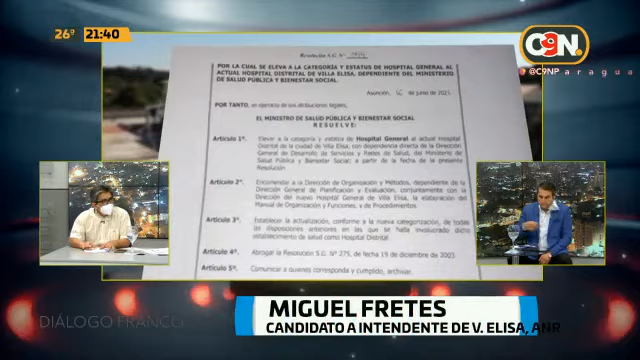 26°
21:40
C9N
@C9NP a r a g u a
Resolución S.G. N°
POR LA CUAL SE ELEVA A LA CATEGORÍA Y ESTATUS DE HOSPITAL GENERAL AL
ACTUAL HOSPITAL DISTRITAL DE VILLA ELISA, DEPENDIENTE DEL MINISTERIO
DE SALUD PÚBLICA Y BIENESTAR SOCIAL.
Asunción, de junio de 2021.
POR TANTO, en ejercicio de sus atribuciones legales,
EL MINISTRO DE SALUD PÚBLICA Y BIENESTAR SOCIAL
RESUELVE:
Artículo 1°. Elevar a la categoría y estatus de Hospital General al actual Hospital
Distrital de la ciudad de Villa Elisa, con dependencia directa de la Dirección
General de Desarrollo de Servicios y Redes de Salud, del Ministerio de
Salud Pública y Bienestar Social; a partir de la fecha de la presente
Resolución.
Artículo 2°. Encomendar a la Dirección de Organización y Métodos, dependiente de la
Dirección General de Planificación y Evaluación, conjuntamente con la
Dirección del nuevo Hospital General de Villa Elisa, la elaboración del
Manual de Organización y Funciones, y de Procedimientos.
Artículo 3°. Establecer la actualización, conforme a la nueva categorización, de todas
las disposiciones anteriores en las que se halla involucrado dicho
establecimiento de salud como Hospital Distrital.
Artículo 4°. Abrogar la Resolución S.G. N° 275, de fecha 19 de diciembre de 2003.
Artículo 5°. Comunicar a quienes corresponda y cumplido, archivar.
DIÁLOGO FRANCO
MIGUEL FRETES
CANDIDATO A INTENDENTE DE V. ELISA, ANR